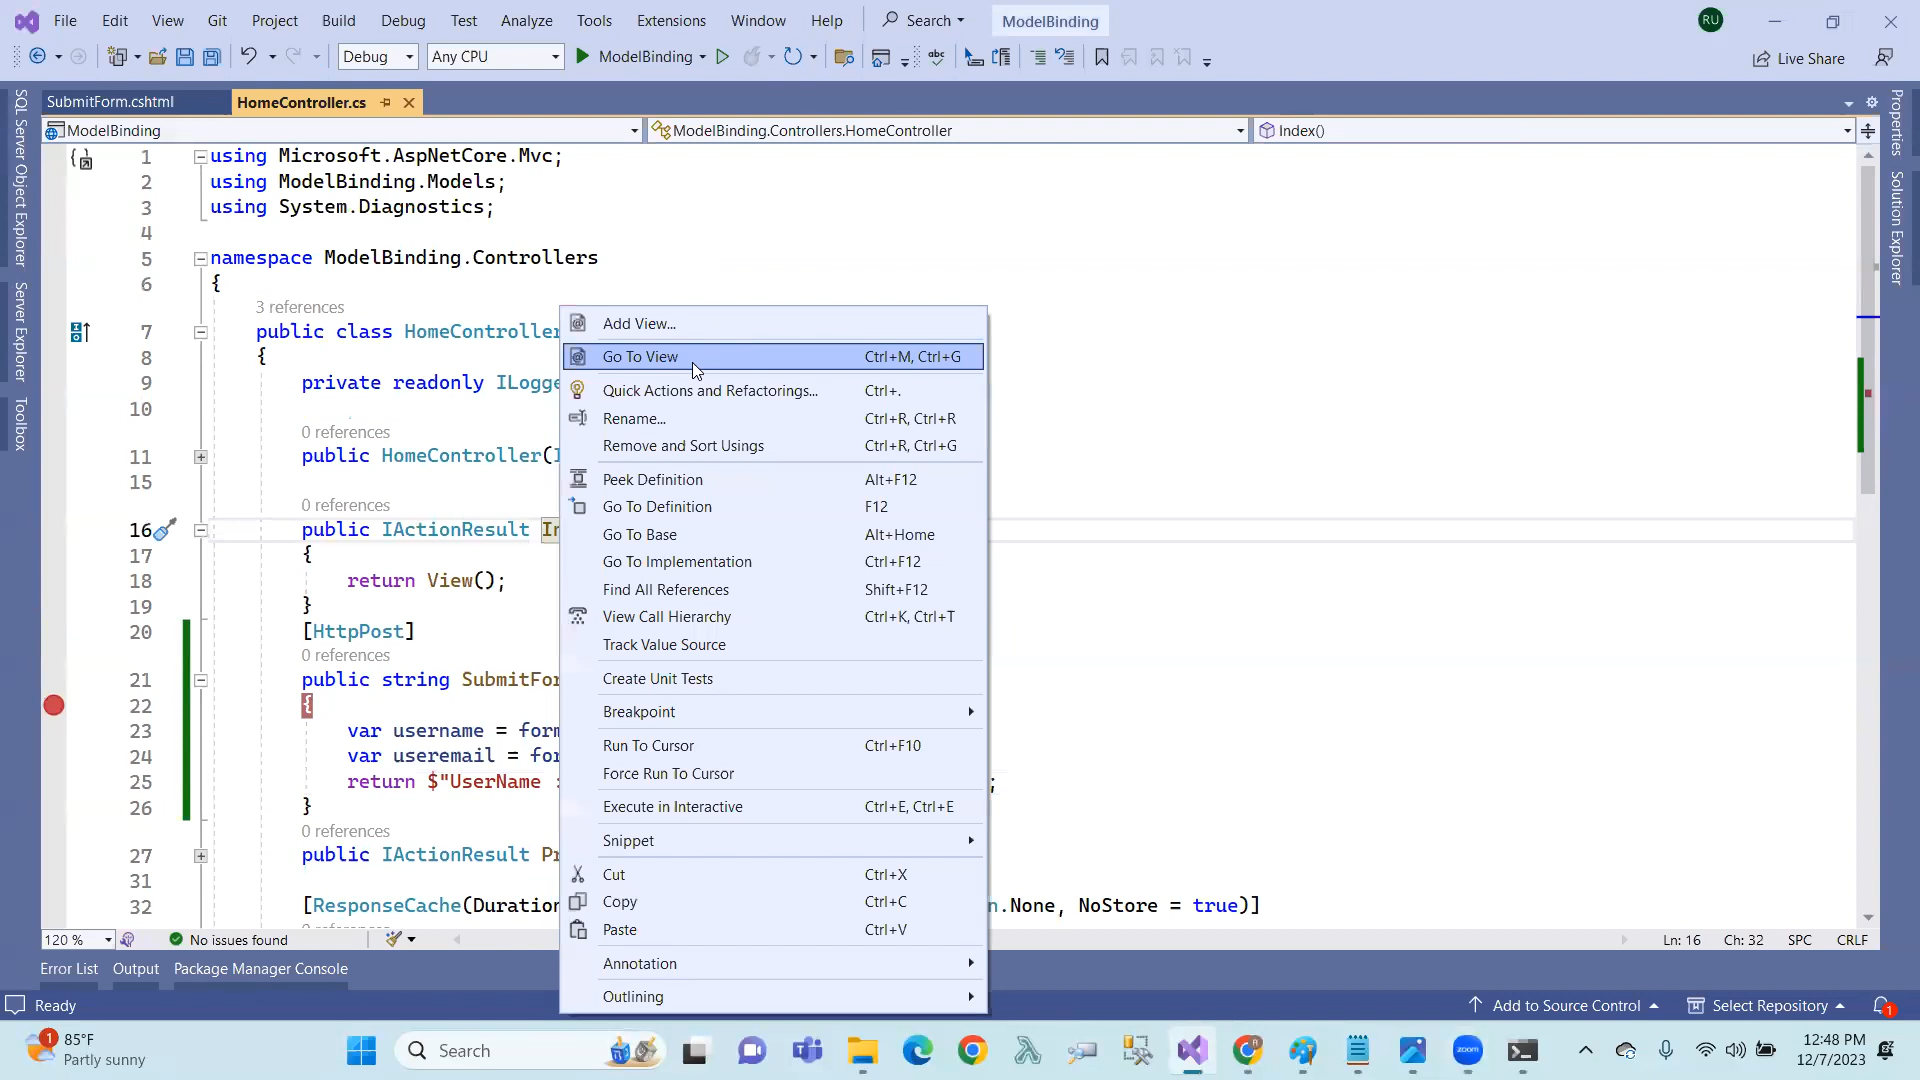 File Edit View Git Project Build Debug Test Analyze Tools Extensions Window Help Search ModelBinding RU
Debug Any CPU ModelBinding Live Share
SubmitForm.cshtml HomeController.cs
ModelBinding ModelBinding.Controllers.HomeController Index()
SQL Server Object Explorer
Server Explorer
Toolbox
Properties
Solution Explorer
1 using Microsoft.AspNetCore.Mvc;
2 using ModelBinding.Models;
3 using System.Diagnostics;
4
5 namespace ModelBinding.Controllers
6 {
3 references
7 public class HomeController
8 {
9 private readonly ILogge
10
0 references
11 public HomeController(I
15
0 references
16 public IActionResult In
17 {
18 return View();
19 }
20 [HttpPost]
0 references
21 public string SubmitFor
22 {
23 var username = form
24 var useremail = for
25 return $"UserName : ;
26 }
0 references
27 public IActionResult Pr
31
32 [ResponseCache(Duration n.None, NoStore = true)]
Add View...
Go To View Ctrl+M, Ctrl+G
Quick Actions and Refactorings... Ctrl+.
Rename... Ctrl+R, Ctrl+R
Remove and Sort Usings Ctrl+R, Ctrl+G
Peek Definition Alt+F12
Go To Definition F12
Go To Base Alt+Home
Go To Implementation Ctrl+F12
Find All References Shift+F12
View Call Hierarchy Ctrl+K, Ctrl+T
Track Value Source
Create Unit Tests
Breakpoint
Run To Cursor Ctrl+F10
Force Run To Cursor
Execute in Interactive Ctrl+E, Ctrl+E
Snippet
Cut Ctrl+X
Copy Ctrl+C
Paste Ctrl+V
Annotation
Outlining
120 % No issues found Ln: 16 Ch: 32 SPC CRLF
Error List Output Package Manager Console
Ready Add to Source Control Select Repository 1
1 85°F
Partly sunny
Search
zoom
12:48 PM
12/7/2023